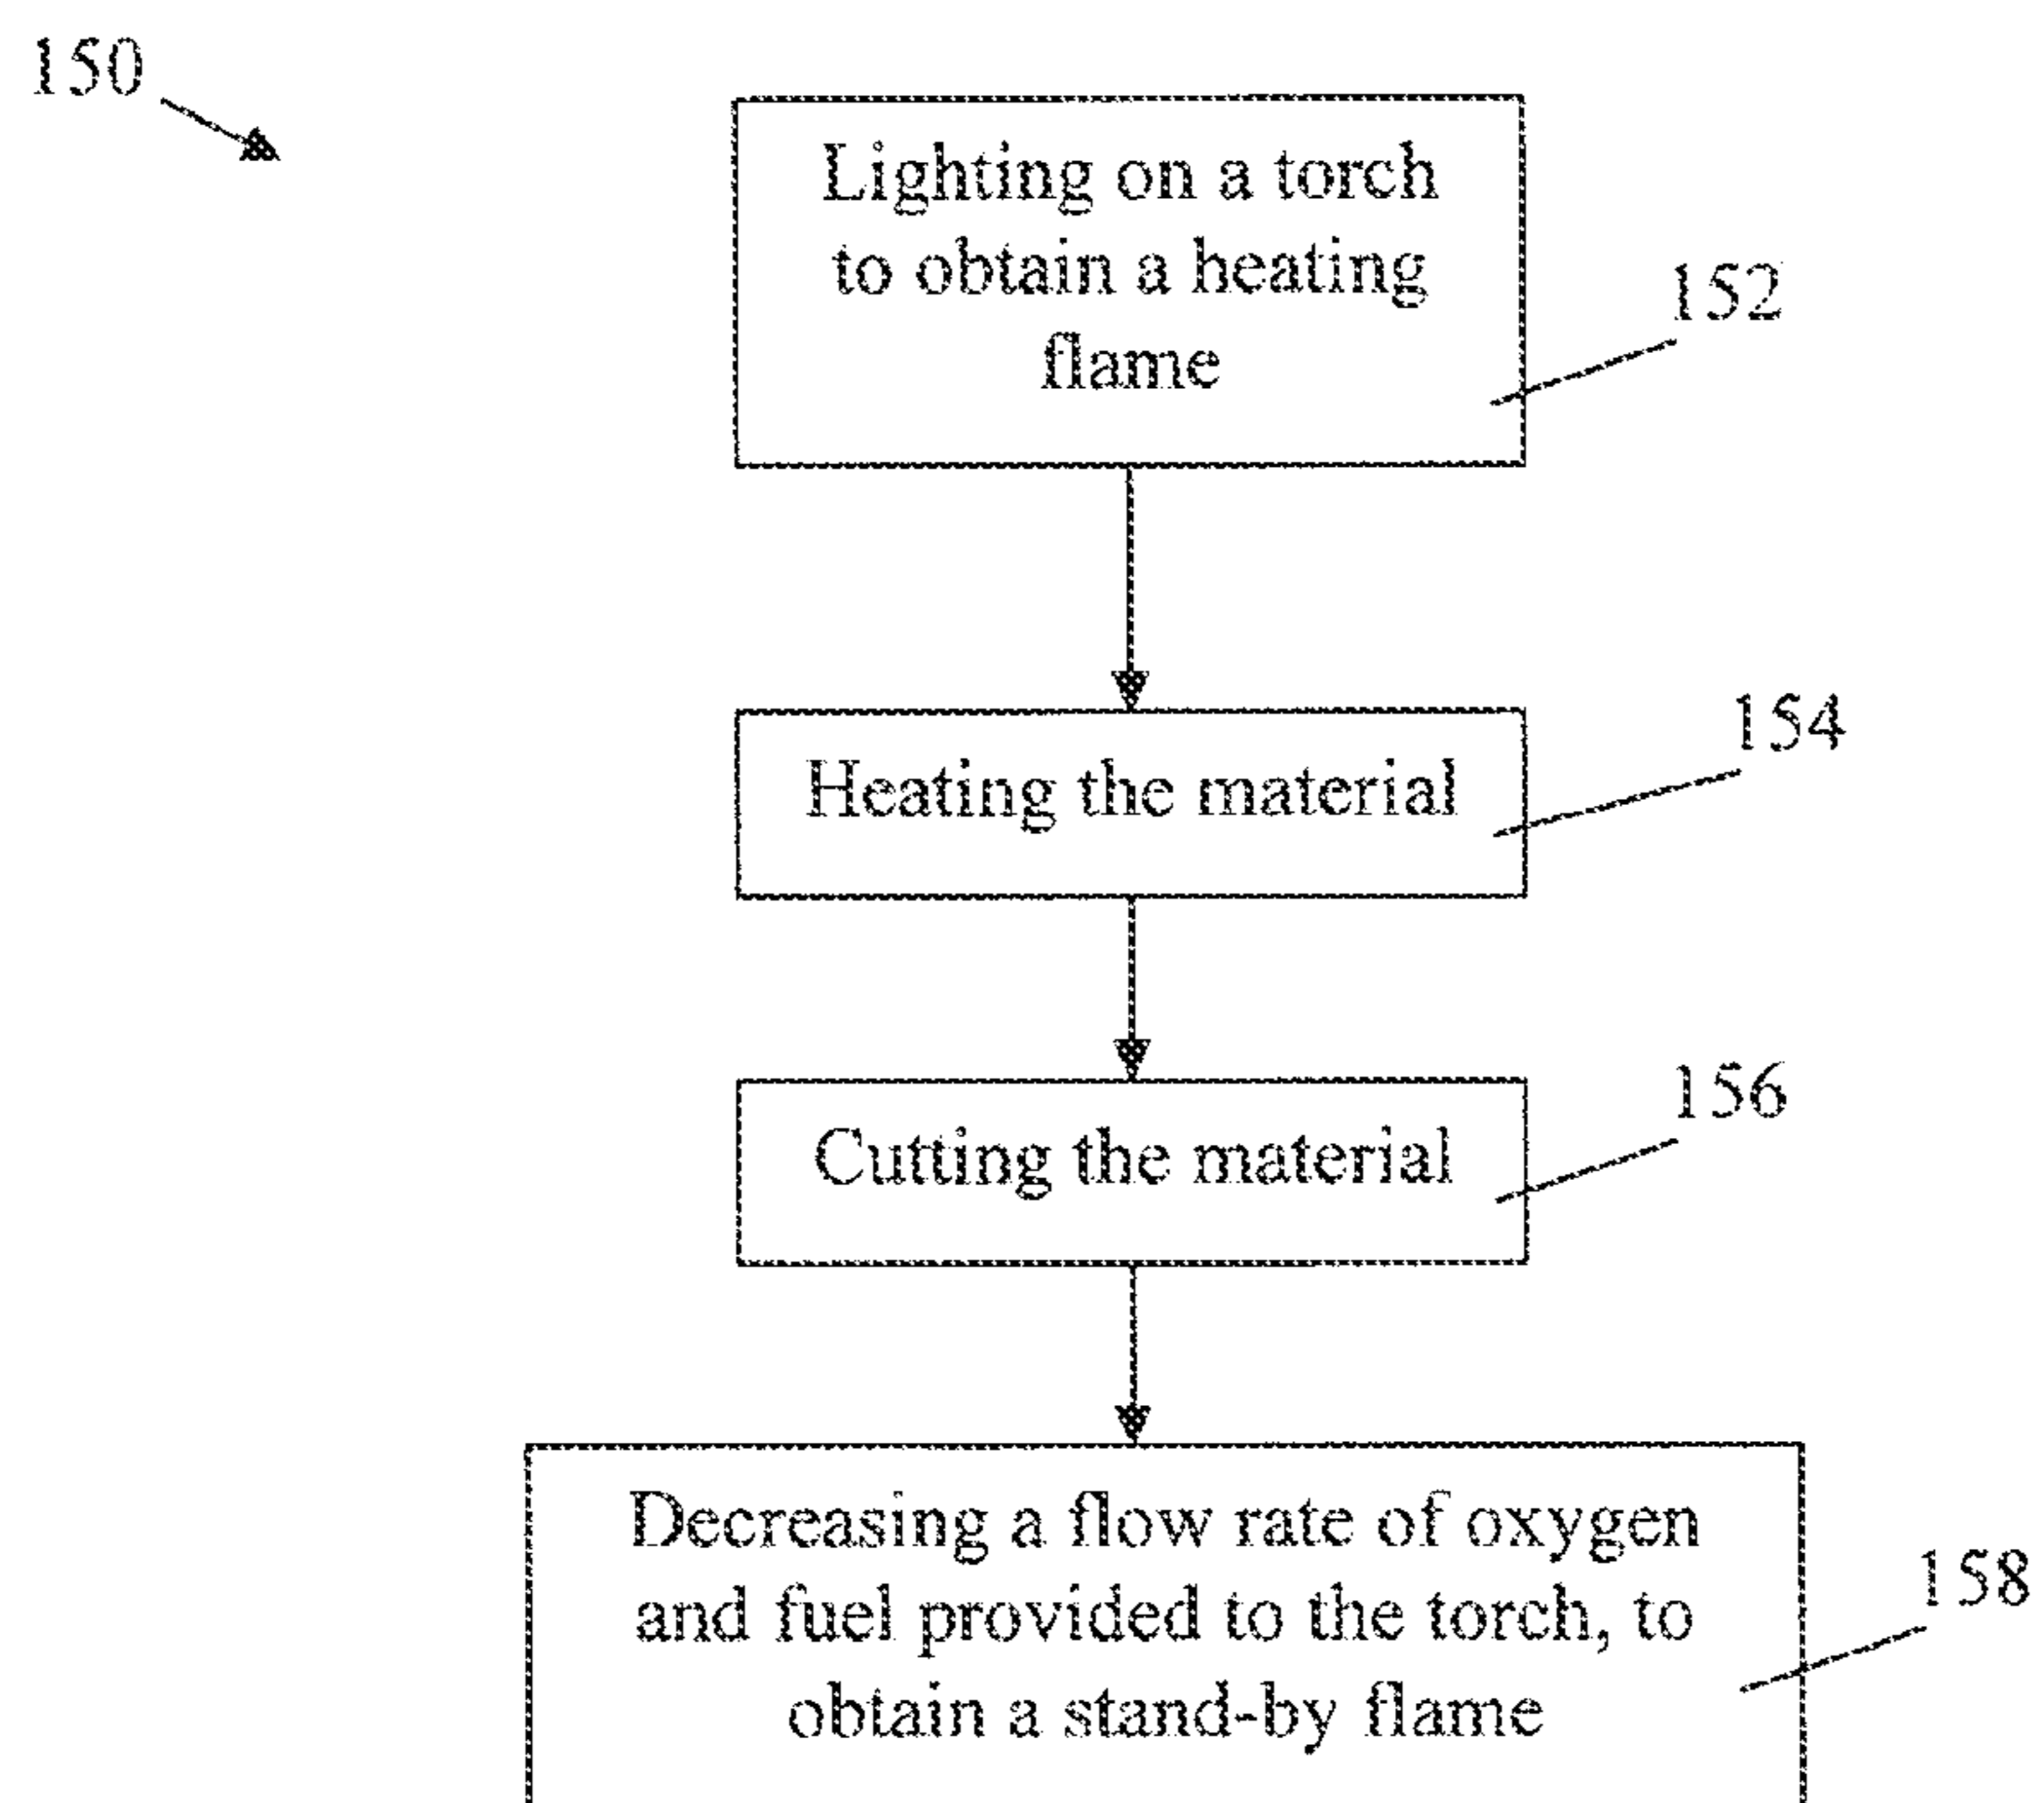 150
Lighting on a torch
to obtain a heating
flame
152
Heating the material
154
Cutting the material
156
Decreasing a flow rate of oxygen
and fuel provided to the torch, to
obtain a stand-by flame
158